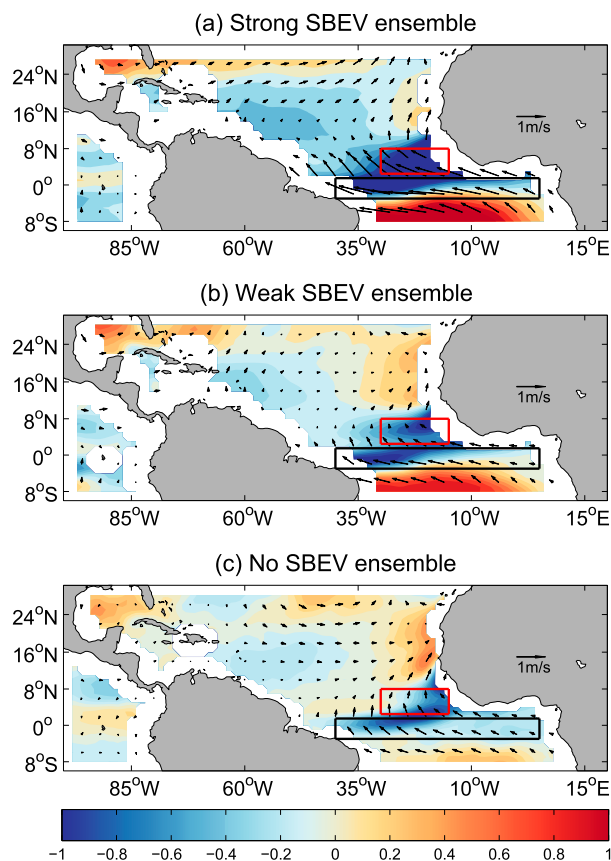 (a) Strong SBEV ensemble
24°N
16°N
8°N
0°
8°S
1m/s
85°W 60°W 35°W 10°W 15°E
(b) Weak SBEV ensemble
24°N
16°N
8°N
0°
8°S
1m/s
85°W 60°W 35°W 10°W 15°E
(c) No SBEV ensemble
24°N
16°N
8°N
0°
8°S
1m/s
85°W 60°W 35°W 10°W 15°E
−1 −0.8 −0.6 −0.4 −0.2 0 0.2 0.4 0.6 0.8 1